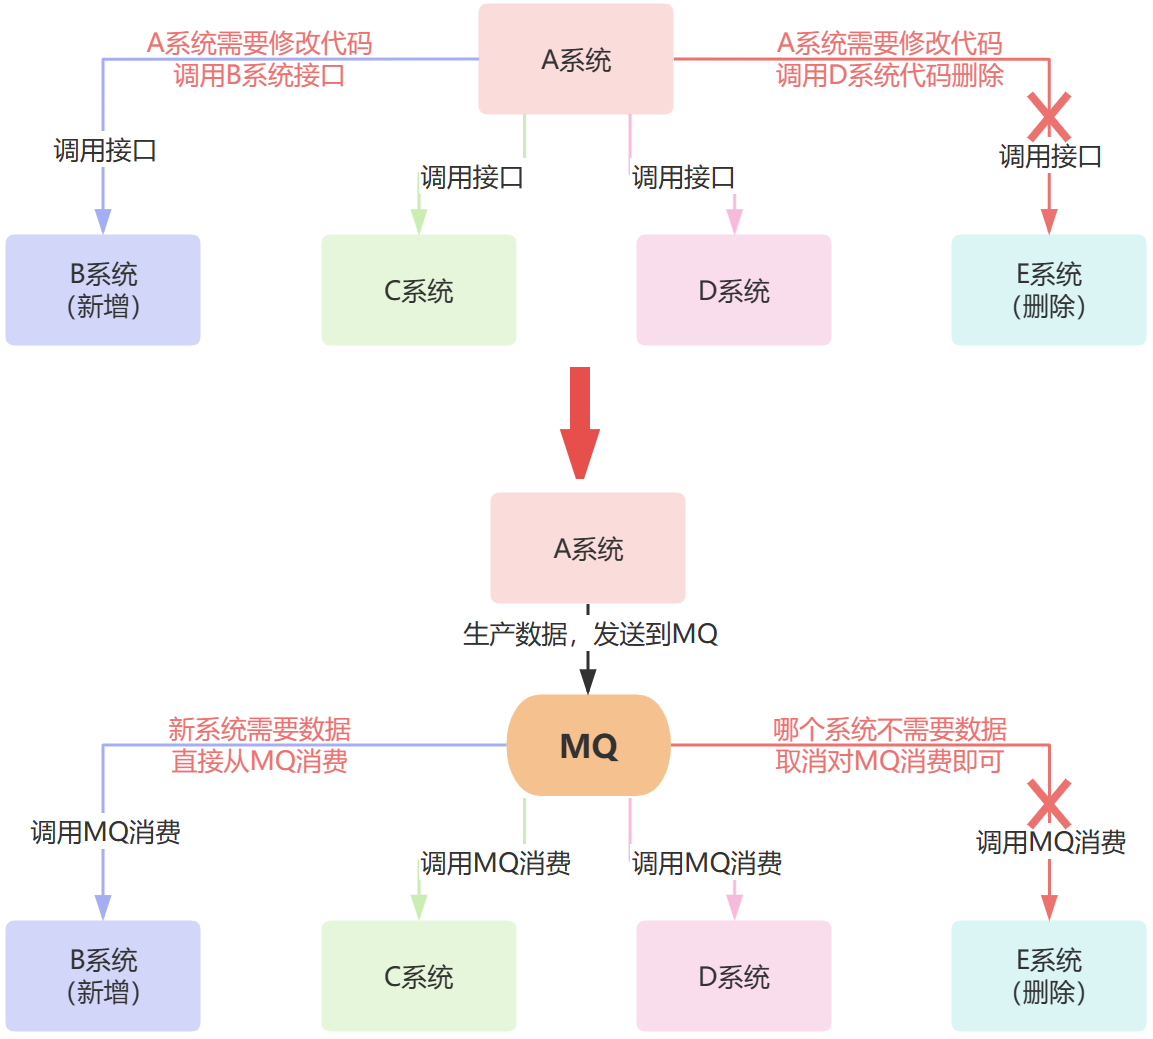 A系统需要修改代码
调用B系统接口
A系统
A系统需要修改代码
调用D系统代码删除
调用接口
调用接口
调用接口
调用接口
B系统
（新增）
C系统
D系统
E系统
（删除）
A系统
生产数据，发送到MQ
新系统需要数据
直接从MQ消费
MQ
哪个系统不需要数据
取消对MQ消费即可
调用MQ消费
调用MQ消费
调用MQ消费
调用MQ消费
B系统
（新增）
C系统
D系统
E系统
（删除）